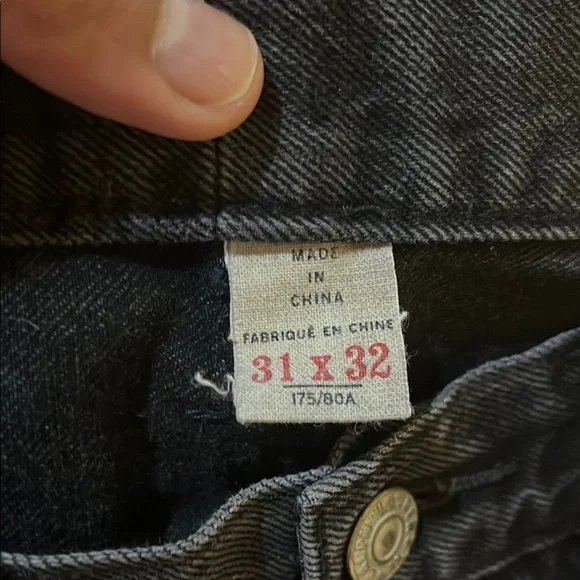 MADE
IN
CHINA
FABRIQUÉ EN CHINE
31 x 32
175/80A